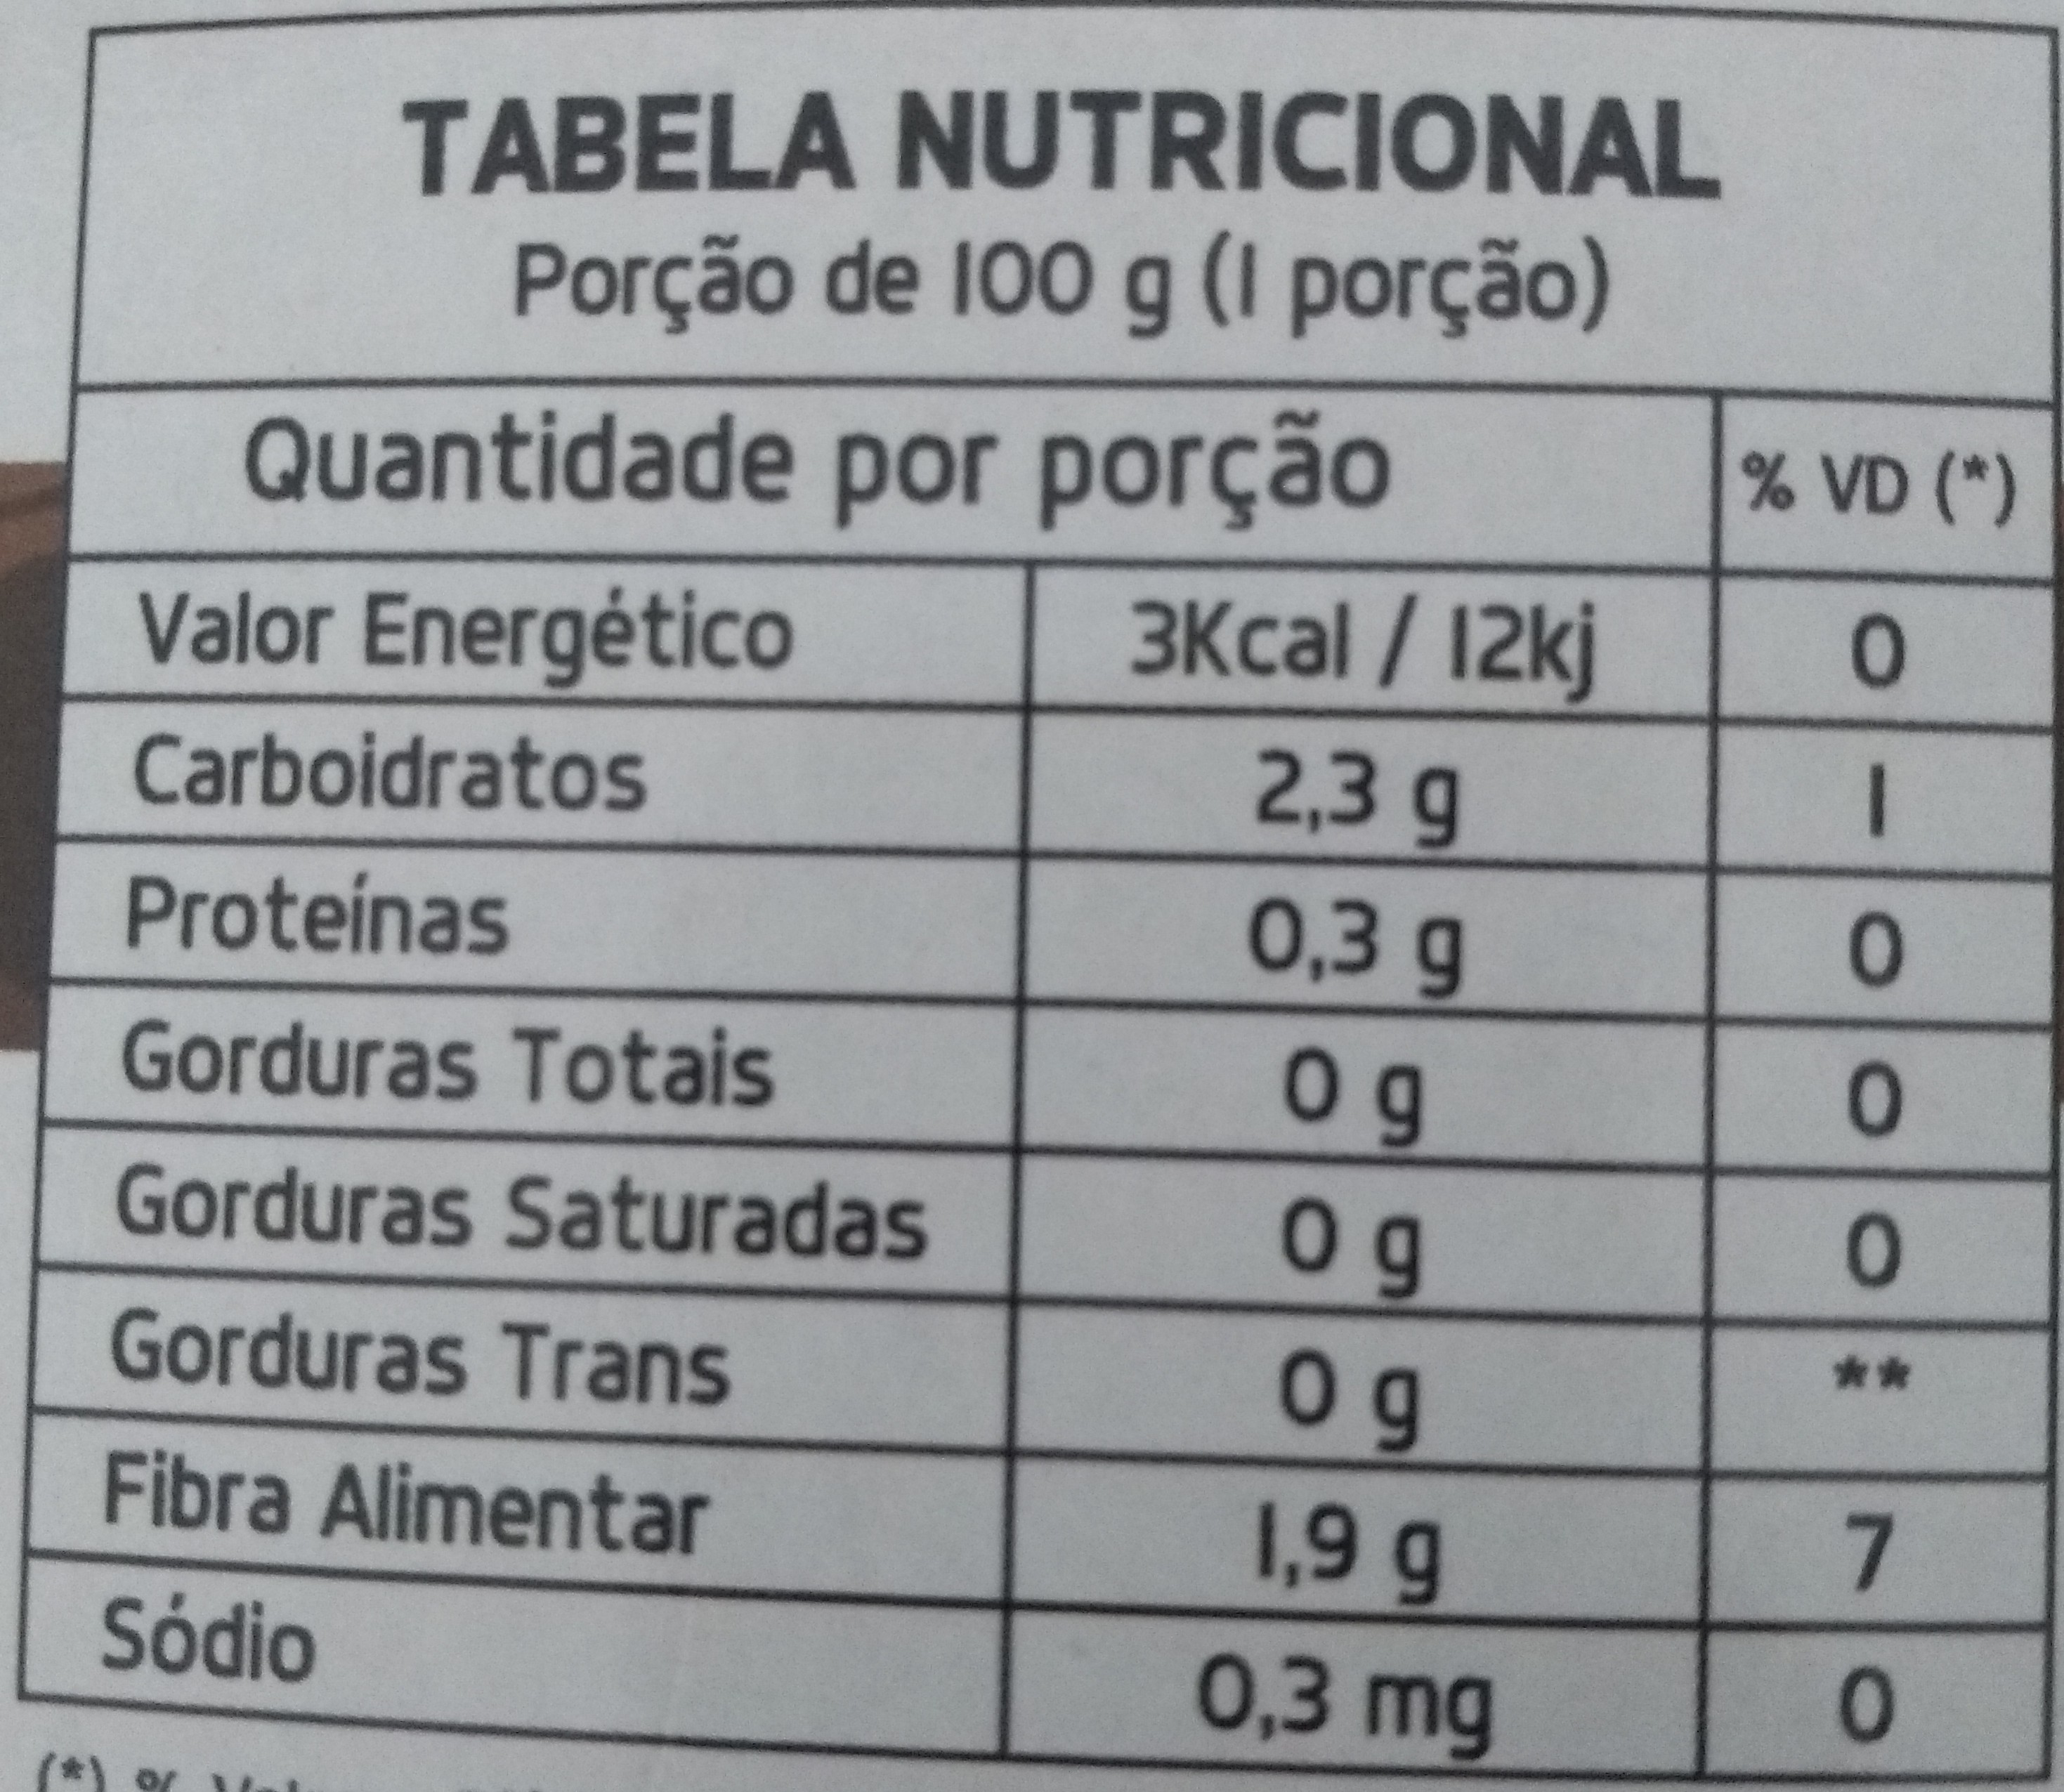 TABELA NUTRICIONAL
Porção de 100 g (1 porção)
Quantidade por porção % VD (*)
Valor Energético 3Kcal / 12kj 0
Carboidratos 2,3 g 1
Proteínas 0,3 g 0
Gorduras Totais 0 g 0
Gorduras Saturadas 0 g 0
Gorduras Trans 0 g **
Fibra Alimentar 1,9 g 7
Sódio 0,3 mg 0
(*) %